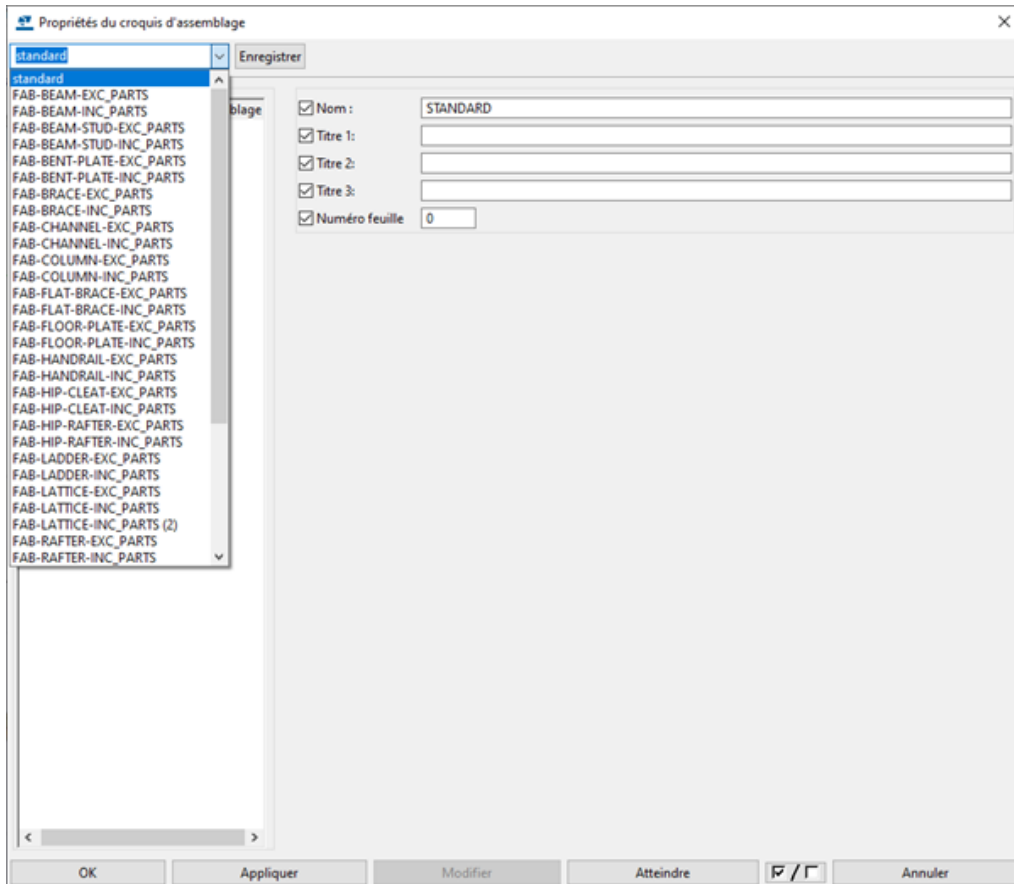 Propriétés du croquis d'assemblage
standard
Enregistrer
standard
FAB-BEAM-EXC_PARTS
FAB-BEAM-INC_PARTS
FAB-BEAM-STUD-EXC_PARTS
FAB-BEAM-STUD-INC_PARTS
FAB-BENT-PLATE-EXC_PARTS
FAB-BENT-PLATE-INC_PARTS
FAB-BRACE-EXC_PARTS
FAB-BRACE-INC_PARTS
FAB-CHANNEL-EXC_PARTS
FAB-CHANNEL-INC_PARTS
FAB-COLUMN-EXC_PARTS
FAB-COLUMN-INC_PARTS
FAB-FLAT-BRACE-EXC_PARTS
FAB-FLAT-BRACE-INC_PARTS
FAB-FLOOR-PLATE-EXC_PARTS
FAB-FLOOR-PLATE-INC_PARTS
FAB-HANDRAIL-EXC_PARTS
FAB-HANDRAIL-INC_PARTS
FAB-HIP-CLEAT-EXC_PARTS
FAB-HIP-CLEAT-INC_PARTS
FAB-HIP-RAFTER-EXC_PARTS
FAB-HIP-RAFTER-INC_PARTS
FAB-LADDER-EXC_PARTS
FAB-LADDER-INC_PARTS
FAB-LATTICE-EXC_PARTS
FAB-LATTICE-INC_PARTS
FAB-LATTICE-INC_PARTS (2)
FAB-RAFTER-EXC_PARTS
FAB-RAFTER-INC_PARTS
blage
Nom : STANDARD
Titre 1:
Titre 2:
Titre 3:
Numéro feuille 0
OK Appliquer Modifier Atteindre / Annuler